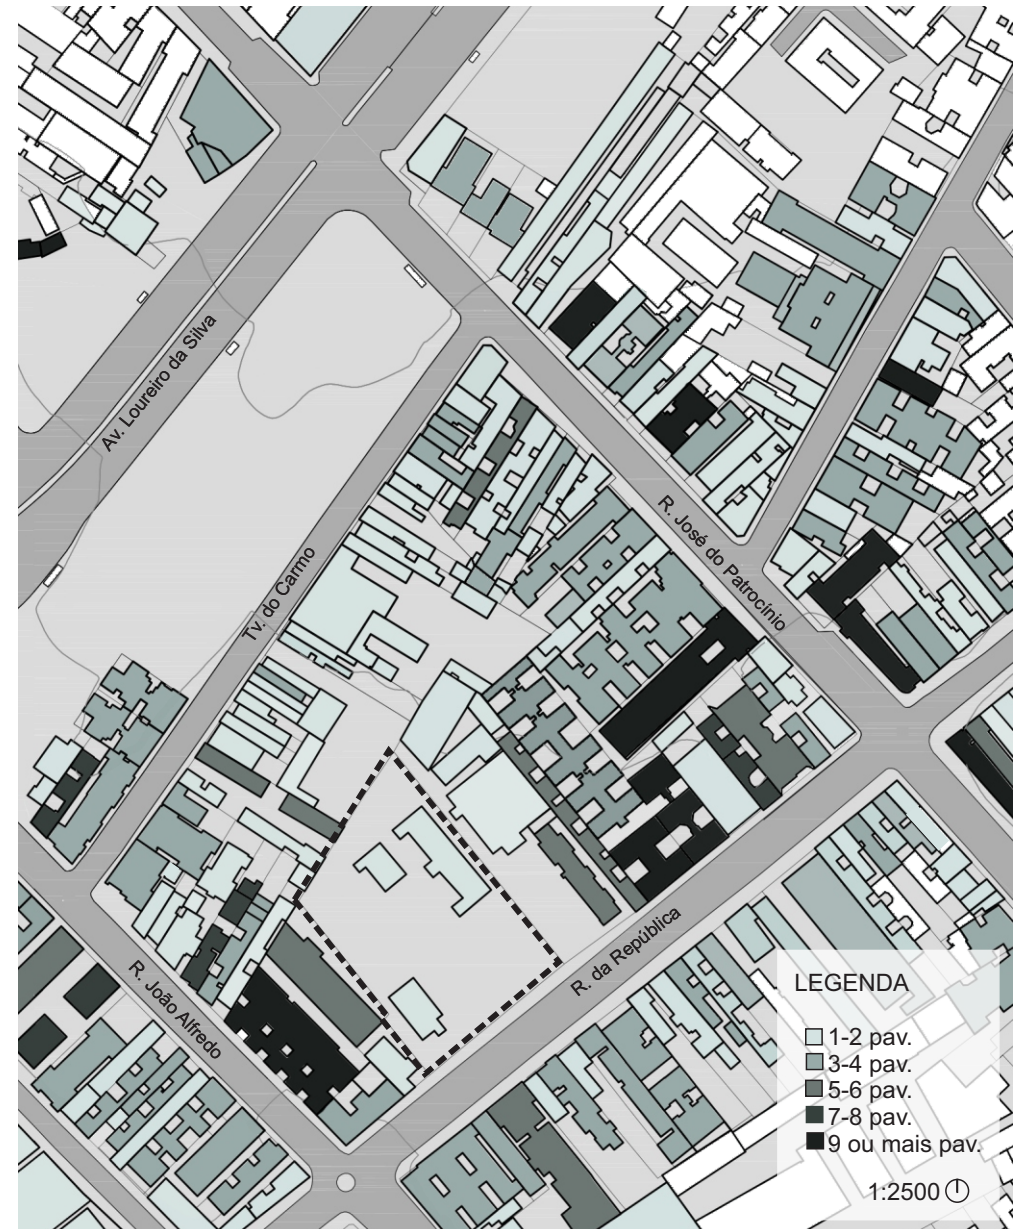 Av. Loureiro da Silva
Tv. do Carmo
R. José do Patrocínio
R. João Alfredo
R. da República
LEGENDA
1-2 pav.
3-4 pav.
5-6 pav.
7-8 pav.
9 ou mais pav.
1:2500